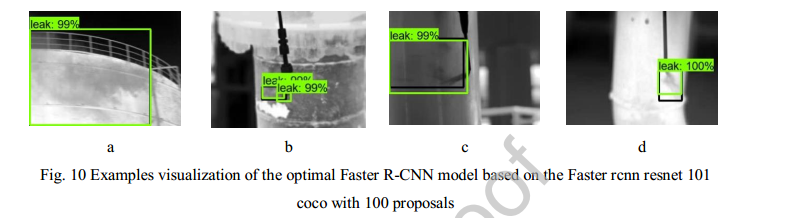 leak: 99%
leak: 99%
leak: 99%
leak: 100%
a
b
c
d
Fig. 10 Examples visualization of the optimal Faster R-CNN model based on the Faster rcnn resnet 101
coco with 100 proposals
oof